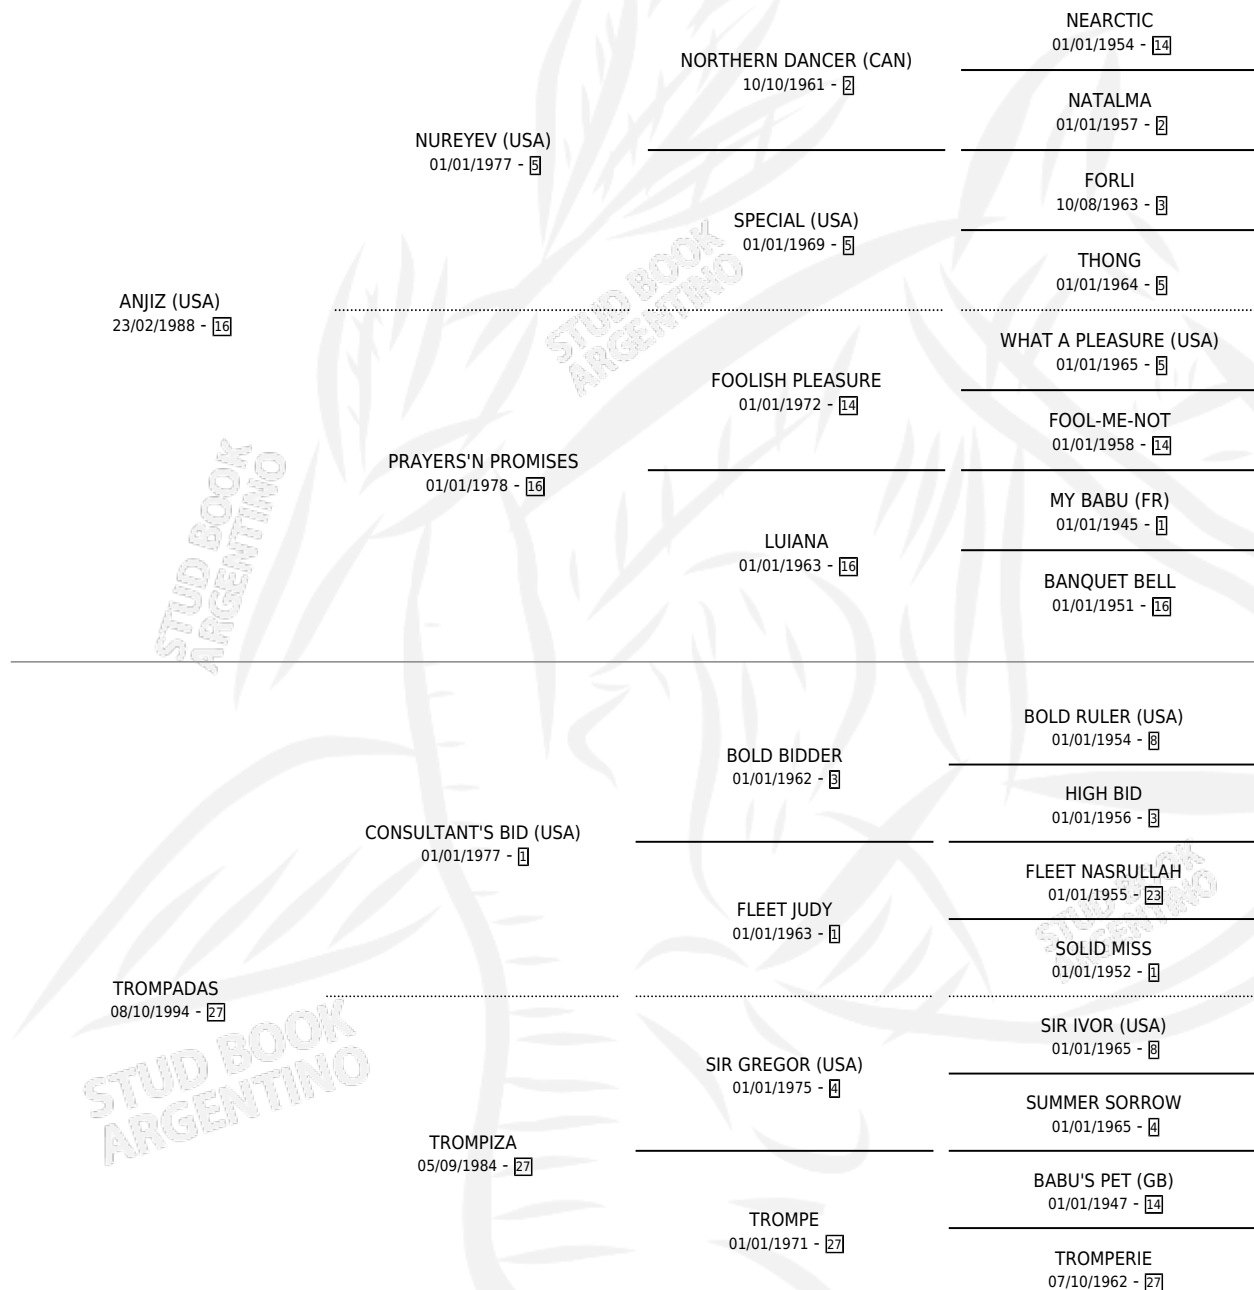 NEARCTIC
01/01/1954 - 14
NORTHERN DANCER (CAN)
10/10/1961 - 2
NATALMA
01/01/1957 - 2
NUREYEV (USA)
01/01/1977 - 5
FORLI
10/08/1963 - 3
SPECIAL (USA)
01/01/1969 - 5
THONG
01/01/1964 - 5
ANJIZ (USA)
23/02/1988 - 16
WHAT A PLEASURE (USA)
01/01/1965 - 5
FOOLISH PLEASURE
01/01/1972 - 14
FOOL-ME-NOT
01/01/1958 - 14
PRAYERS'N PROMISES
01/01/1978 - 16
MY BABU (FR)
01/01/1945 - 1
LUIANA
01/01/1963 - 16
BANQUET BELL
01/01/1951 - 16
BOLD RULER (USA)
01/01/1954 - 8
BOLD BIDDER
01/01/1962 - 3
HIGH BID
01/01/1956 - 3
CONSULTANT'S BID (USA)
01/01/1977 - 1
FLEET NASRULLAH
01/01/1955 - 23
FLEET JUDY
01/01/1963 - 1
SOLID MISS
01/01/1952 - 1
TROMPADAS
08/10/1994 - 27
SIR IVOR (USA)
01/01/1965 - 8
SIR GREGOR (USA)
01/01/1975 - 4
SUMMER SORROW
01/01/1965 - 4
TROMPIZA
05/09/1984 - 27
BABU'S PET (GB)
01/01/1947 - 14
TROMPE
01/01/1971 - 27
TROMPERIE
07/10/1962 - 27
STUD BOOK
ARGENTINO
STUD BOOK
ARGENTINO
STUD BOOK
ARGENTINO
STUD BOOK
ARGENTINO